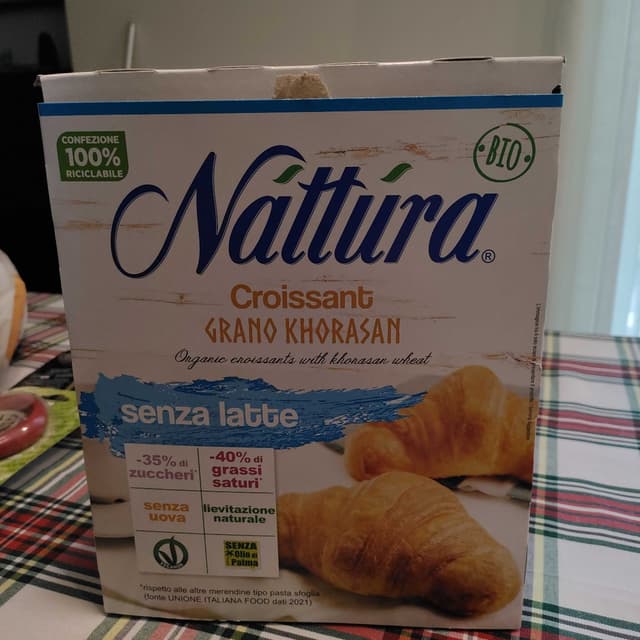 CONFEZIONE
100%
RICICLABILE
BIO
Náttúra®
Croissant
GRANO KHORASAN
Organic croissants with khorasan wheat
senza latte
-35% di
zuccheri*
-40% di
grassi
saturi*
senza
uova
lievitazione
naturale
SENZA
Olio di
Palma
*rispetto alle altre merendine tipo pasta sfoglia
(fonte UNIONE ITALIANA FOOD dati 2021)